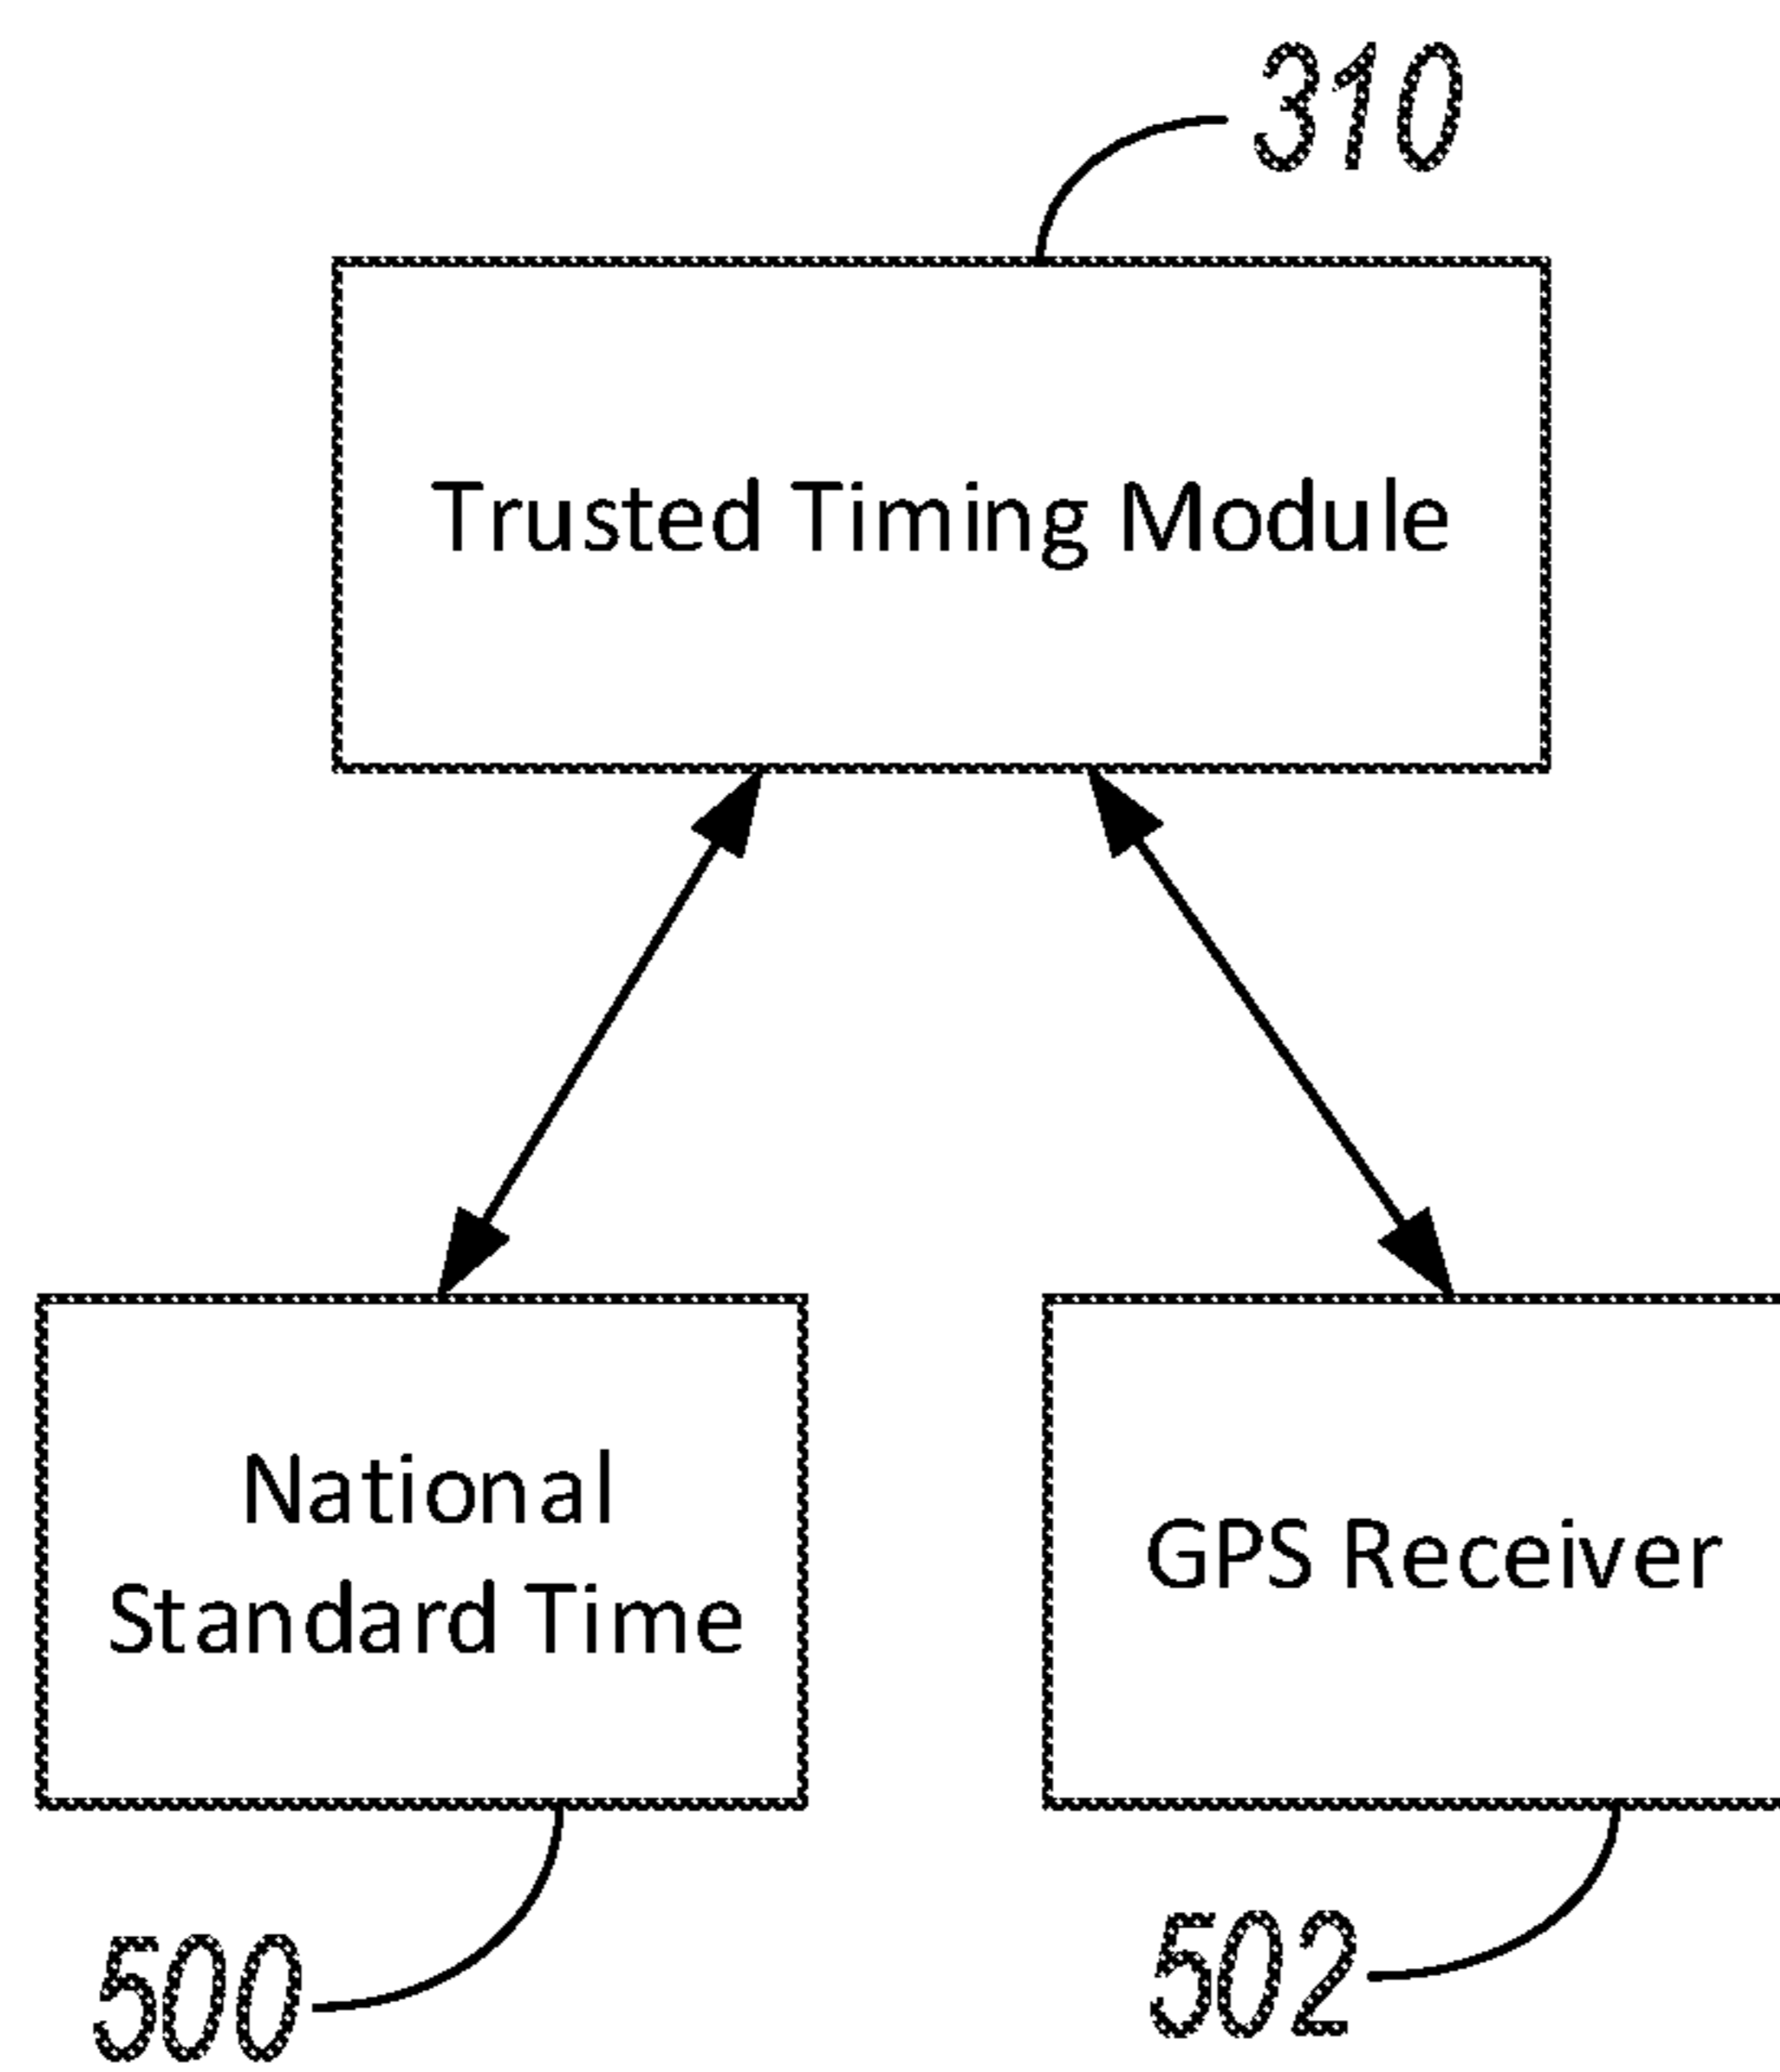 310
Trusted Timing Module
National
Standard Time
GPS Receiver
500
502